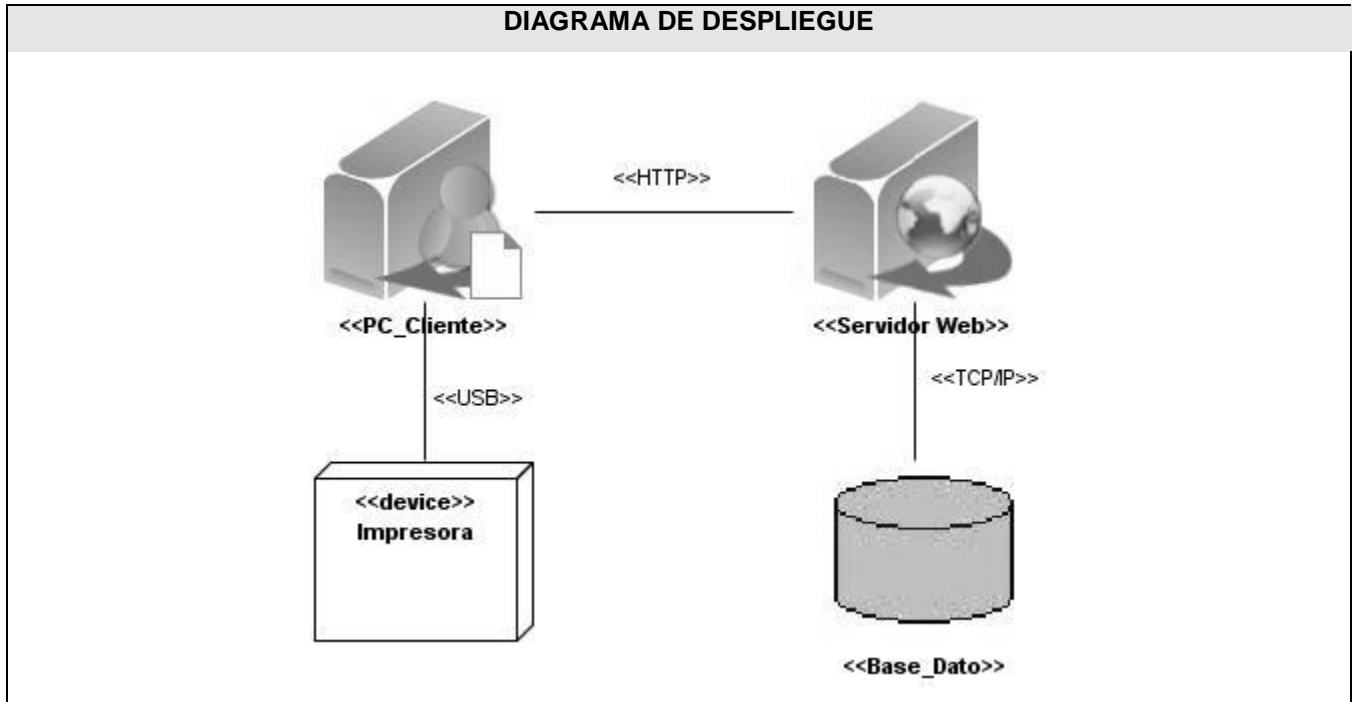 DIAGRAMA DE DESPLIEGUE
<<HTTP>>
<<PC_Cliente>>
<<Servidor Web>>
<<USB>>
<<TCP/IP>>
<<device>>
Impresora
<<Base_Dato>>